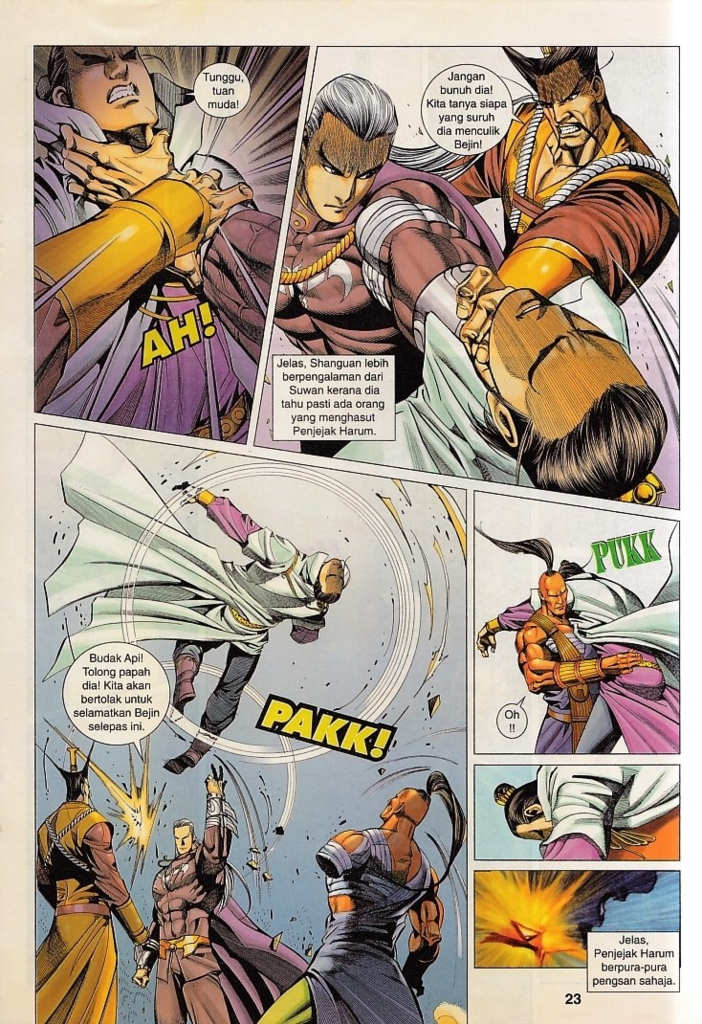 Tunggu,
tuan
muda!
AH!
Jangan
bunuh dia!
Kita tanya siapa
yang suruh
dia menculik
Bejin!
Jelas, Shanguan lebih
berpengalaman dari
Suwan kerana dia
tahu pasti ada orang
yang menghasut
Penjejak Harum.
Budak Api!
Tolong papah
dia! Kita akan
bertolak untuk
selamatkan Bejin
selepas ini.
PAKK!
PUKK
Oh
!!
Jelas,
Penjejak Harum
berpura-pura
pengsan sahaja.
23